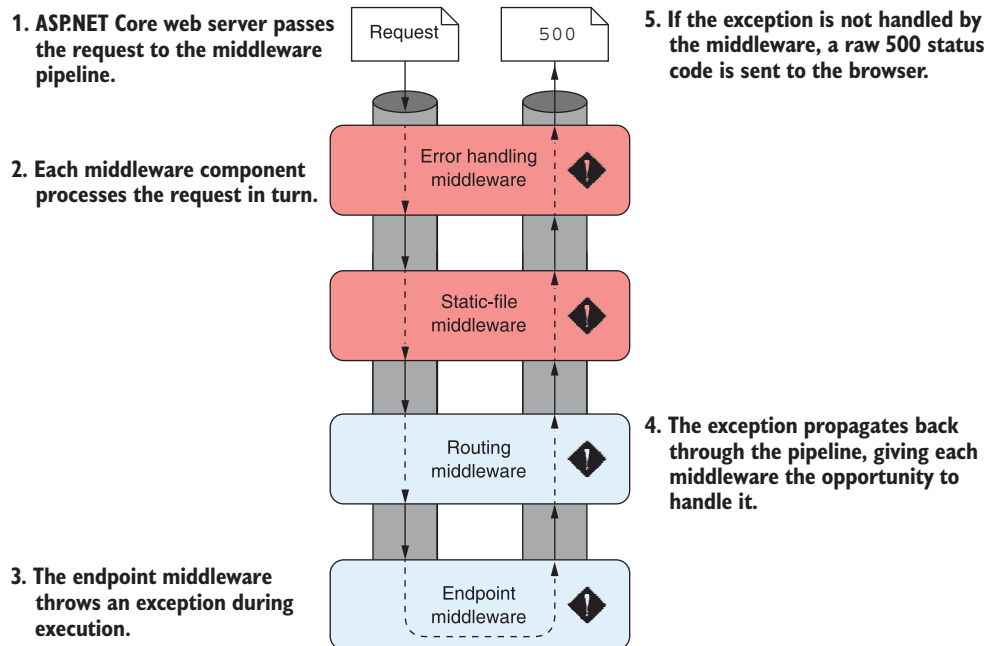 1. ASP.NET Core web server passes
the request to the middleware
pipeline.
Request
500
5. If the exception is not handled by
the middleware, a raw 500 status
code is sent to the browser.
2. Each middleware component
processes the request in turn.
Error handling
middleware
Static-file
middleware
Routing
middleware
4. The exception propagates back
through the pipeline, giving each
middleware the opportunity to
handle it.
3. The endpoint middleware
throws an exception during
execution.
Endpoint
middleware